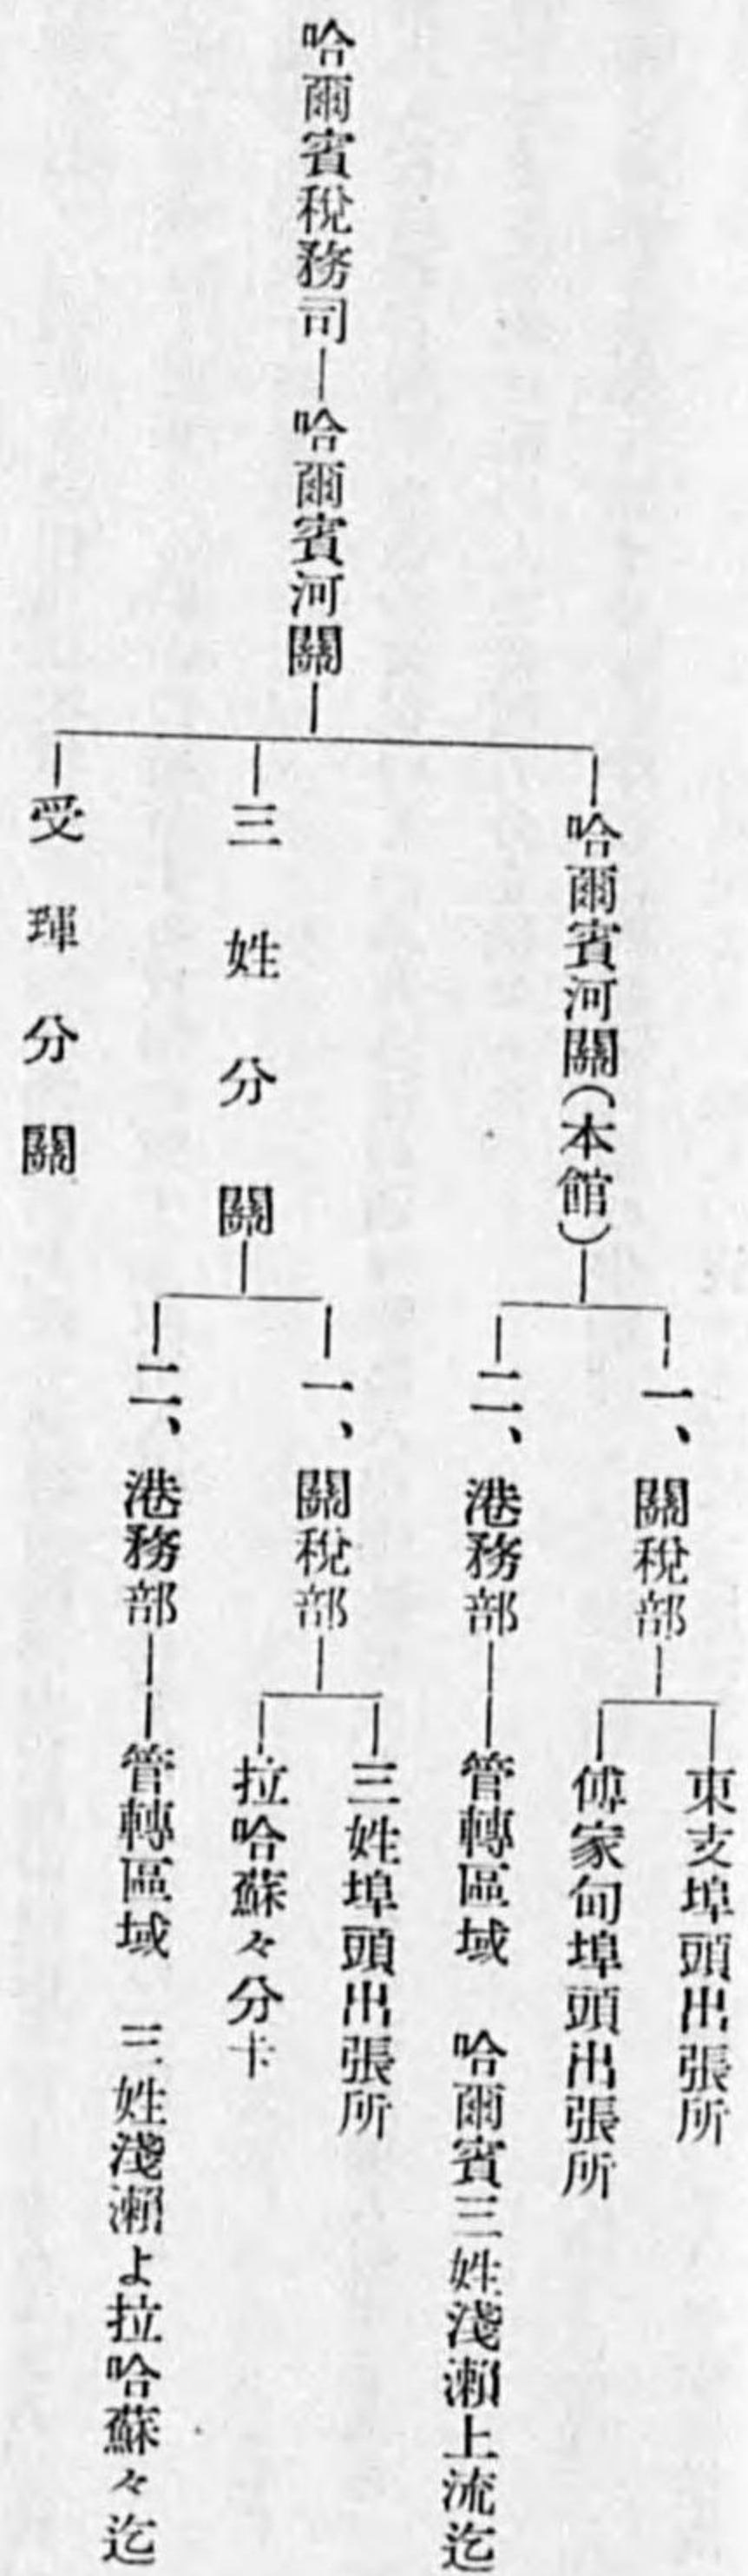 哈爾賓稅務司
哈爾賓河關
哈爾賓河關(本館)
一、關稅部
東支埠頭出張所
傅家甸埠頭出張所
二、港務部
管轉區域 哈爾賓三姓淺瀨上流迄
三姓分關
一、關稅部
三姓埠頭出張所
拉哈蘇々分卡
二、港務部
管轉區域 三姓淺瀨よ拉哈蘇々迄
受琿分關